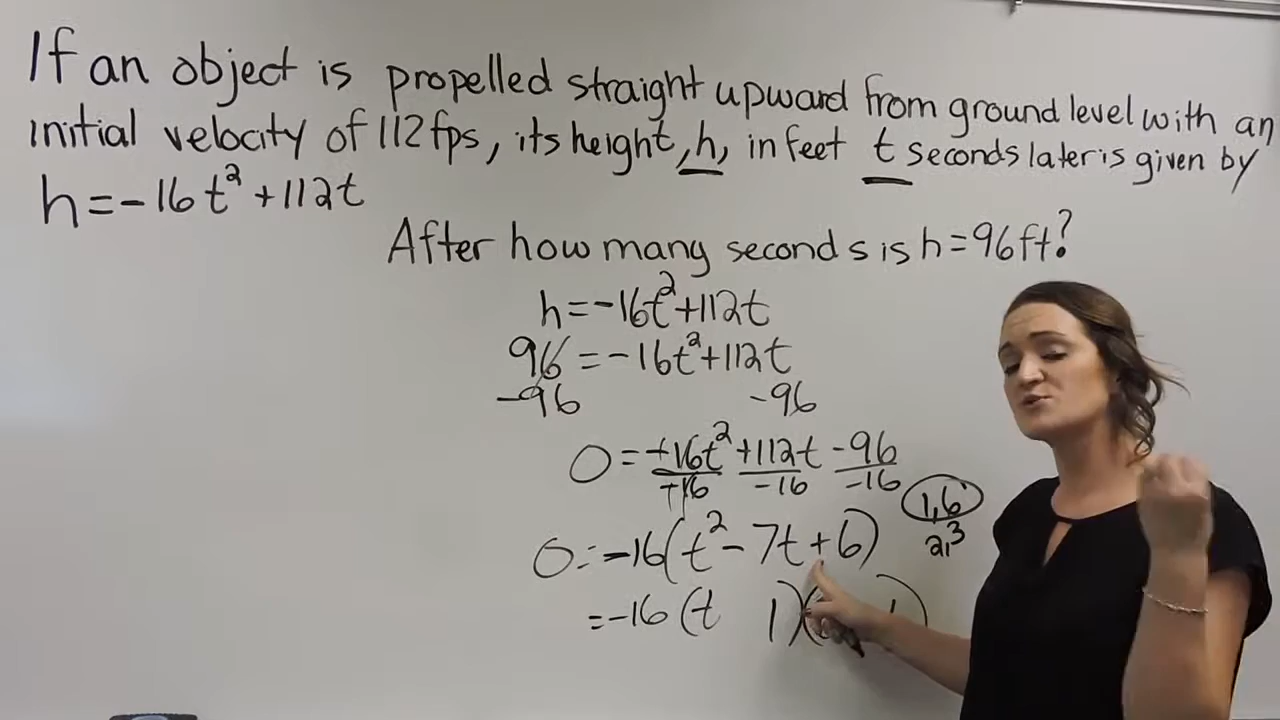 If an object is propelled straight upward from ground level with an
initial velocity of 112 fps, its height, h, in feet t seconds later is given by
h = -16t² + 112t
After how many seconds is h = 96 ft?
h = -16t² + 112t
96 = -16t² + 112t
-96 -96
0 = +16t² + 112t - 96
+16 -16 -16
1, 6
2, 3
0 = -16(t² - 7t + 6)
= -16 (t 1)(